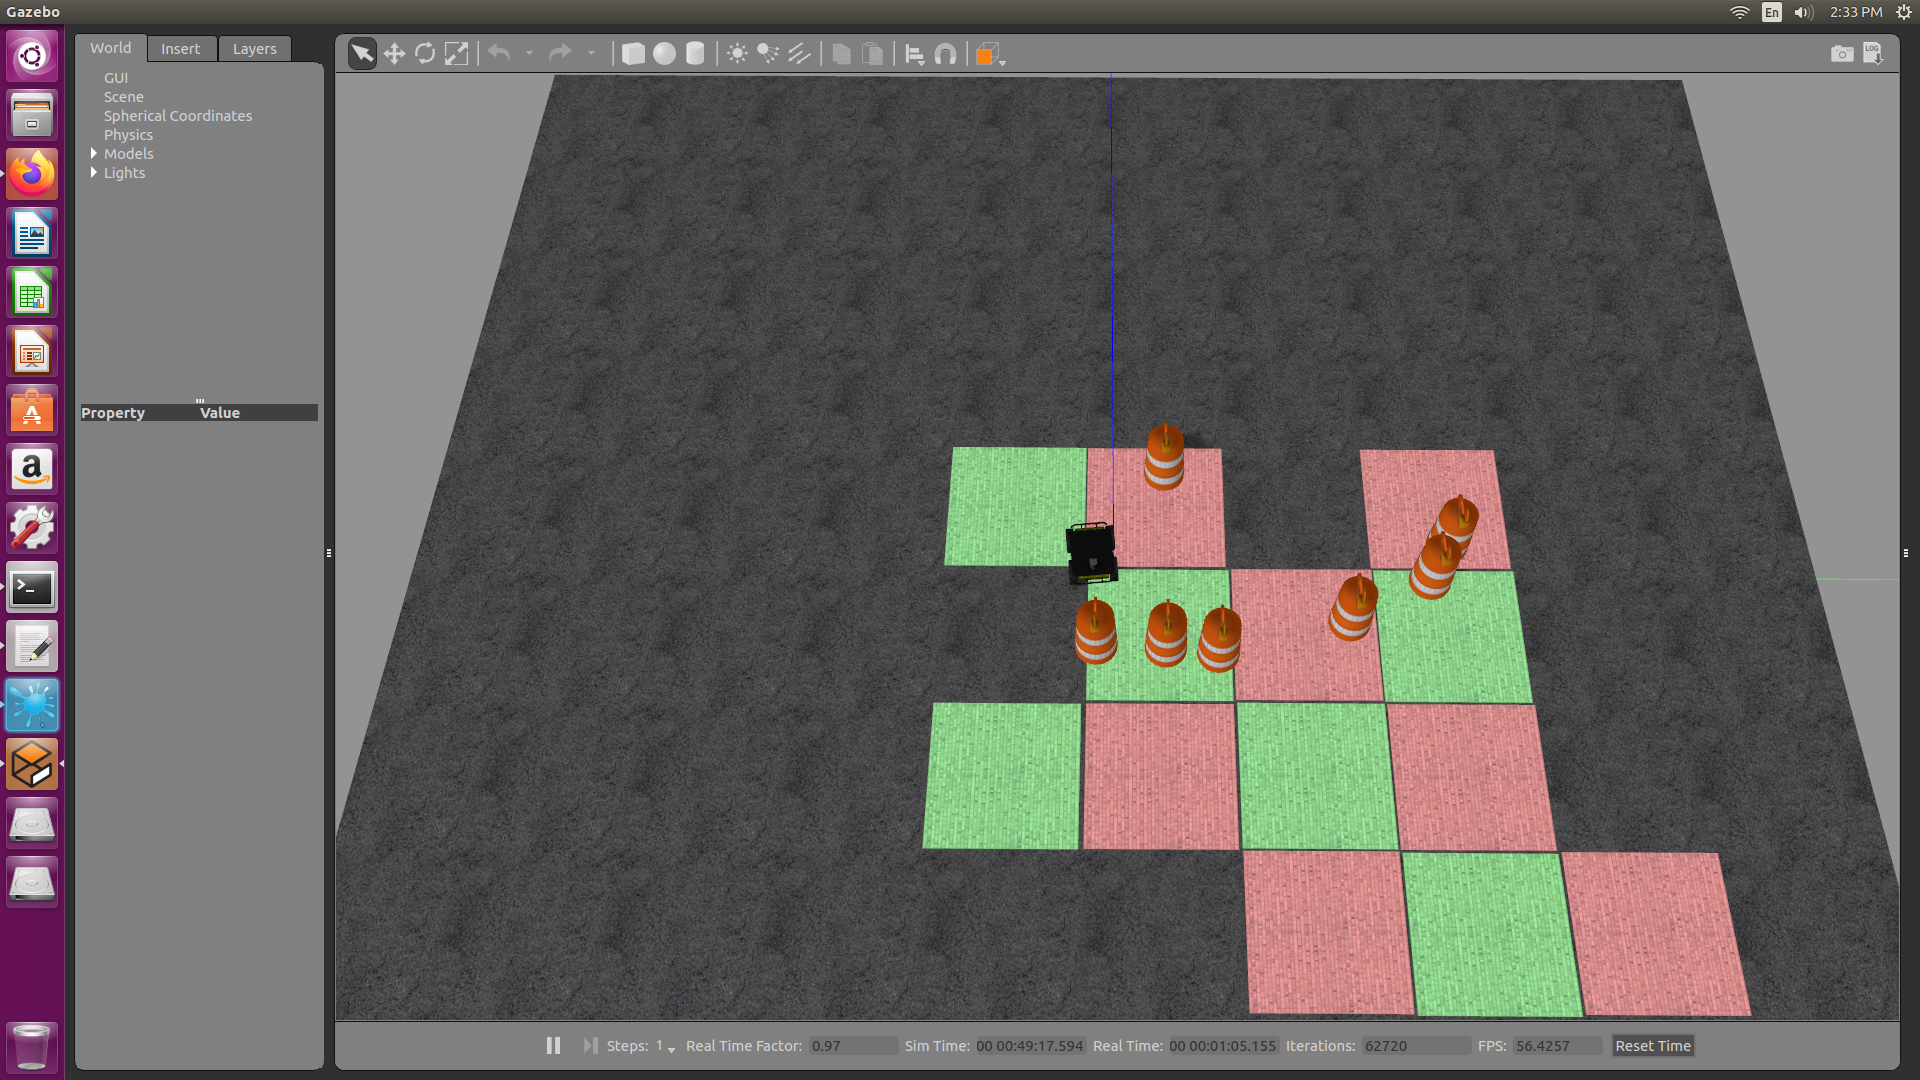 Gazebo
En
2:33 PM
World
Insert
Layers
LOG
GUI
Scene
Spherical Coordinates
Physics
Models
Lights
Property
Value
Steps: 1
Real Time Factor: 0.97
Sim Time: 00 00:49:17.594
Real Time: 00 00:01:05.155
Iterations: 62720
FPS: 56.4257
Reset Time